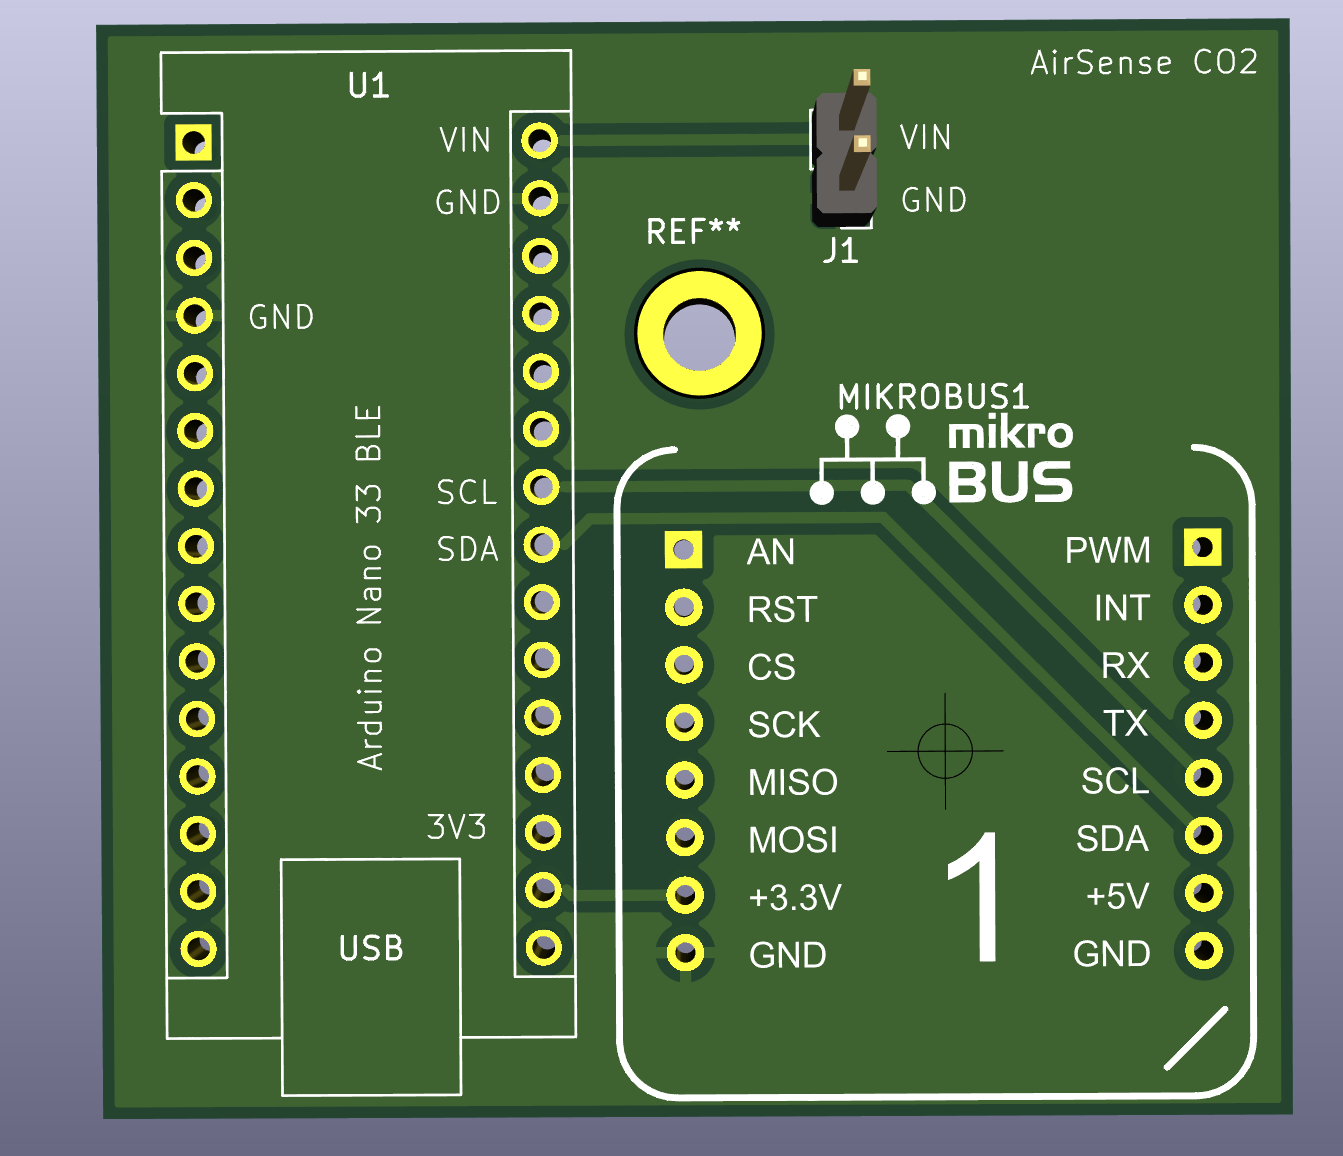 AirSense CO2
U1
VIN
GND
GND
Arduino Nano 33 BLE
SCL
SDA
3V3
USB
VIN
GND
J1
REF**
MIKROBUS1
mikro
BUS
AN
RST
CS
SCK
MISO
MOSI
+3.3V
GND
PWM
INT
RX
TX
SCL
SDA
+5V
GND
1